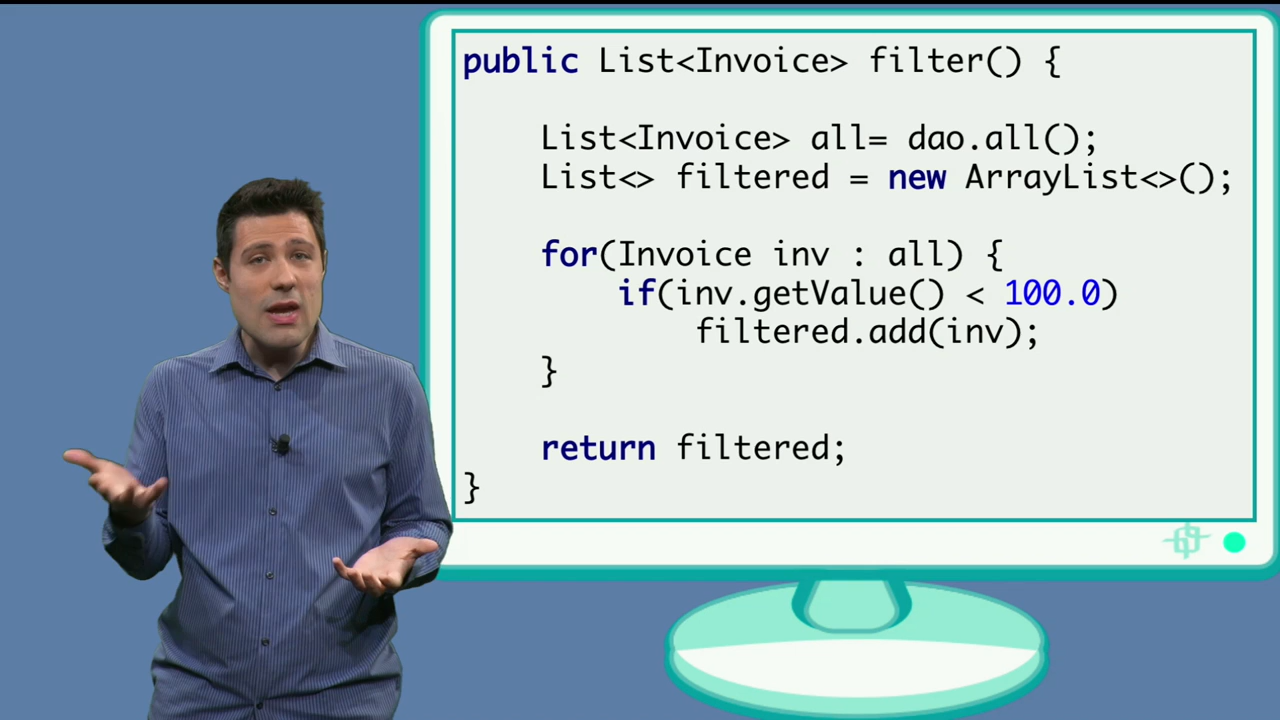 public List<Invoice> filter() {
List<Invoice> all= dao.all();
List<> filtered = new ArrayList<>();
for(Invoice inv : all) {
if(inv.getValue() < 100.0)
filtered.add(inv);
}
return filtered;
}